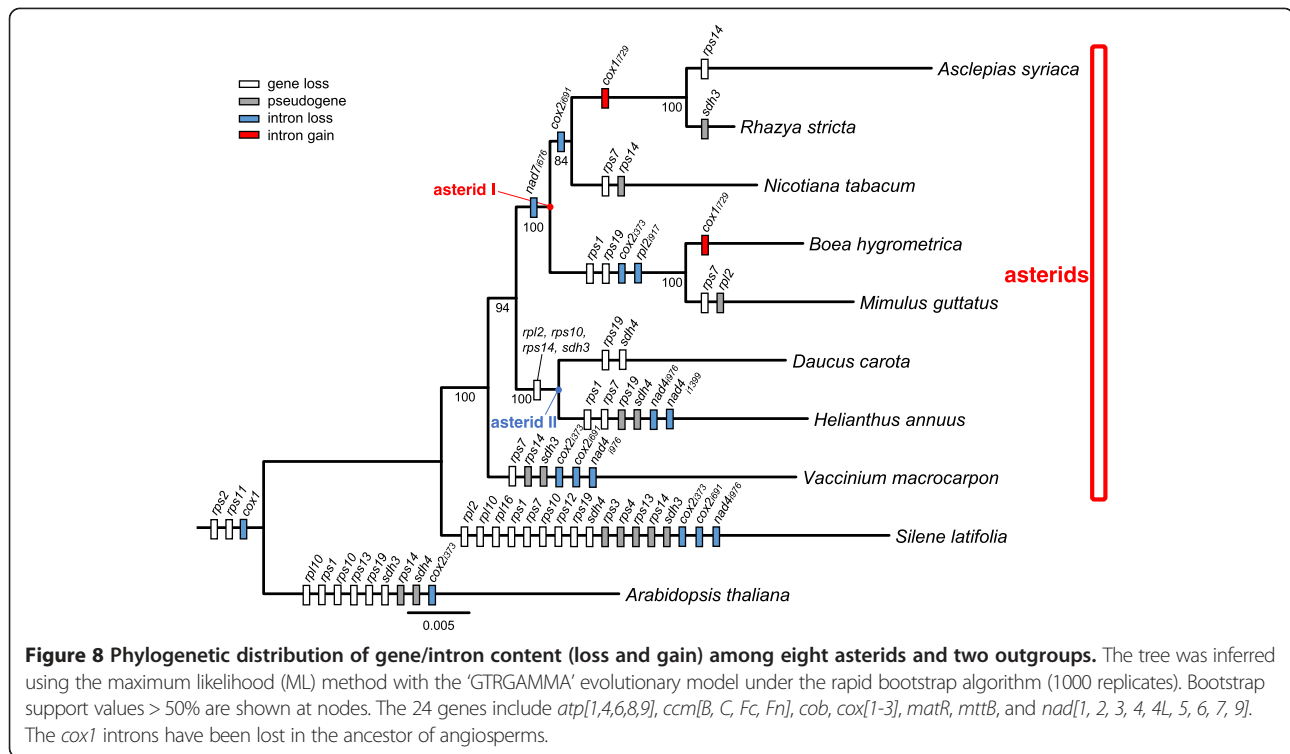 gene loss
pseudogene
intron loss
intron gain
rps14
Asclepias syriaca
cox1i729
100
sdh3
Rhazya stricta
cox2i691
84
rps7
rps14
Nicotiana tabacum
nad7i676
asterid I
100
cox1i729
Boea hygrometrica
rps1
rps19
cox2i373
rpl2i917
100
rps7
rpl2
Mimulus guttatus
asterids
94
rpl2, rps10,
rps14, sdh3
rps19
sdh4
Daucus carota
100
asterid II
rps1
rps7
rps19
sdh4
nad4i976
nad4
i1399
Helianthus annuus
100
rps7
rps14
sdh3
cox2i373
cox2i691
nad4
i976
Vaccinium macrocarpon
rpl2
rpl10
rpl16
rps1
rps7
rps10
rps12
rps19
sdh4
rps3
rps4
rps13
rps14
sdh3
cox2i373
cox2i691
nad4i976
Silene latifolia
rps2
rps11
cox1
rpl10
rps1
rps10
rps13
rps19
sdh3
rps14
sdh4
cox2i373
Arabidopsis thaliana
0.005
Figure 8 Phylogenetic distribution of gene/intron content (loss and gain) among eight asterids and two outgroups. The tree was inferred
using the maximum likelihood (ML) method with the ‘GTRGAMMA’ evolutionary model under the rapid bootstrap algorithm (1000 replicates). Bootstrap
support values > 50% are shown at nodes. The 24 genes include atp[1,4,6,8,9], ccm[B, C, Fc, Fn], cob, cox[1-3], matR, mttB, and nad[1, 2, 3, 4, 4L, 5, 6, 7, 9].
The cox1 introns have been lost in the ancestor of angiosperms.